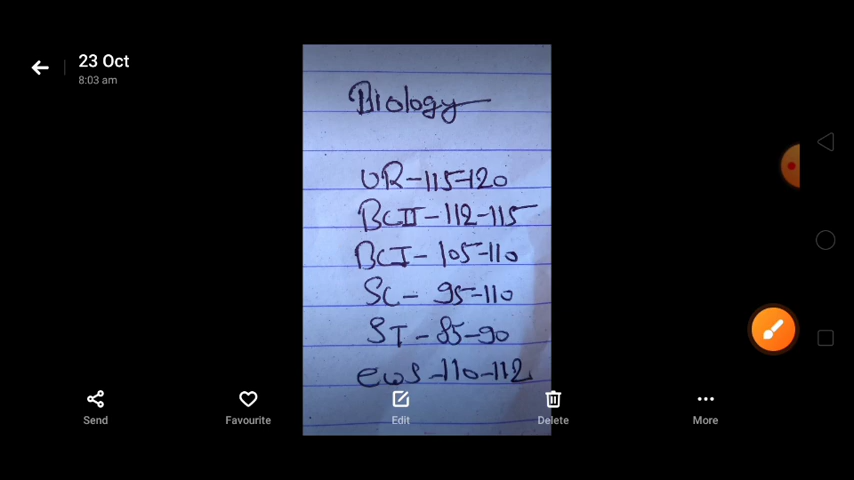 23 Oct
8:03 am
Biology
UR-115-120
BCII-112-115
BCI-105-110
SC-95-110
ST-85-90
ews-110-112
Send
Favourite
Edit
Delete
More